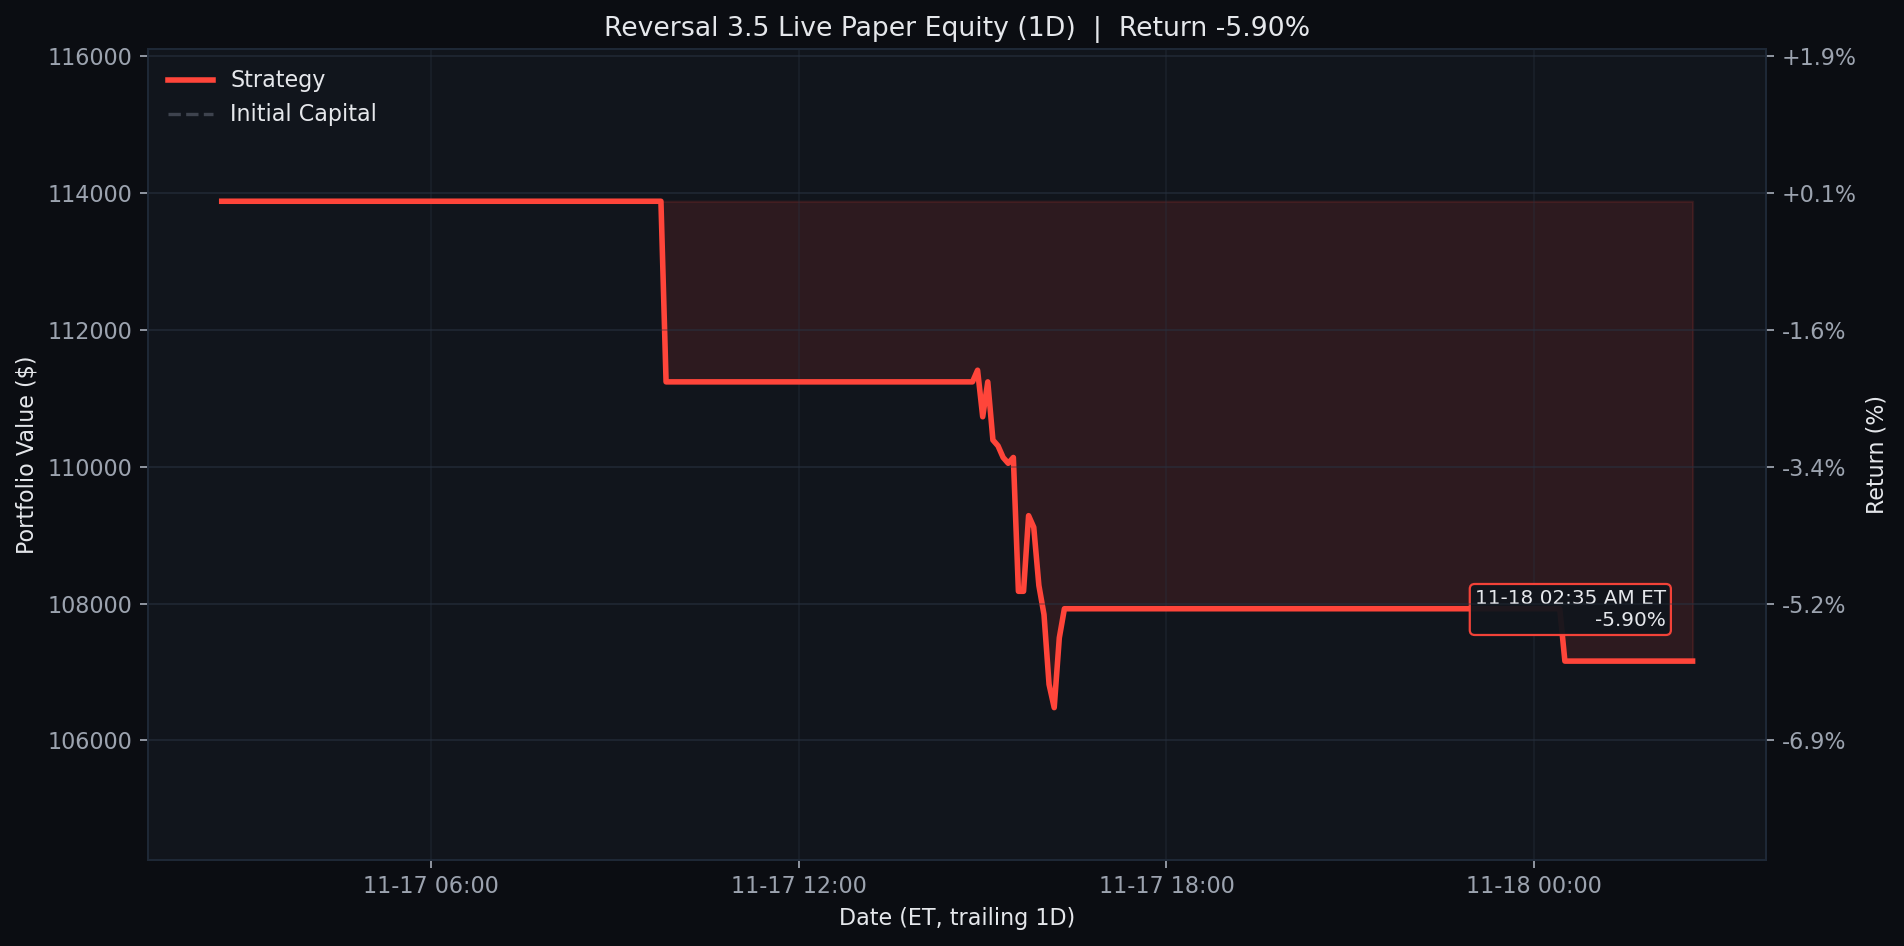 Reversal 3.5 Live Paper Equity (1D)  |  Return -5.90%
Strategy
Initial Capital
116000
114000
112000
110000
108000
106000
Portfolio Value ($)
+1.9%
+0.1%
-1.6%
-3.4%
-5.2%
-6.9%
Return (%)
11-18 02:35 AM ET
-5.90%
11-17 06:00
11-17 12:00
11-17 18:00
11-18 00:00
Date (ET, trailing 1D)